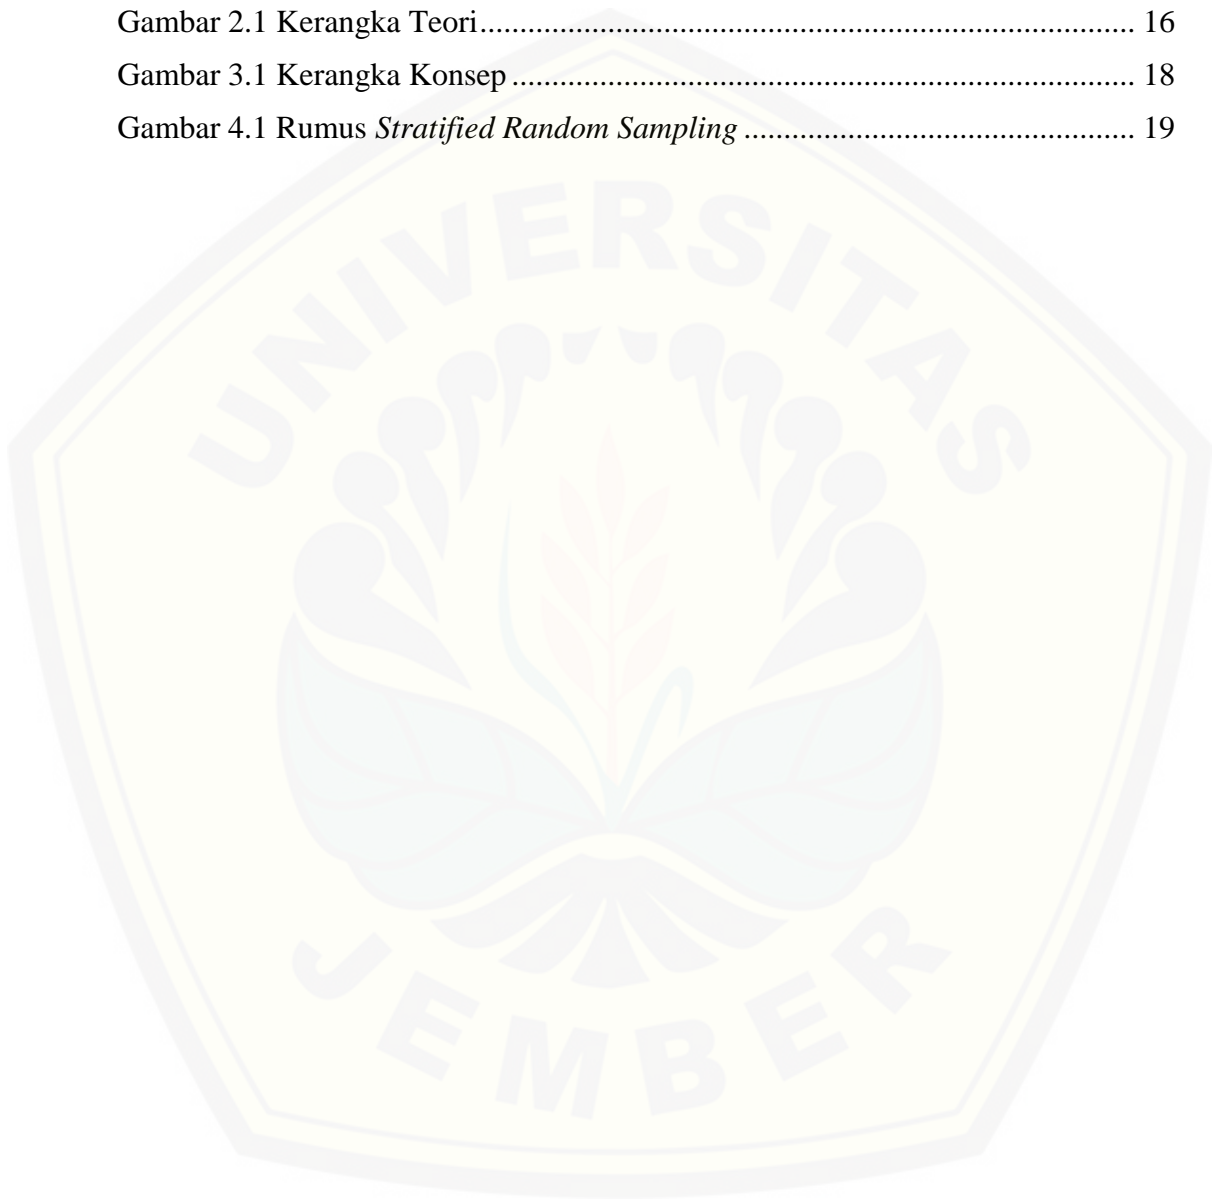 Gambar 2.1 Kerangka Teori.................................................................................. 16
Gambar 3.1 Kerangka Konsep .............................................................................. 18
Gambar 4.1 Rumus Stratified Random Sampling ................................................. 19
UNIVERSITAS
JEMBER